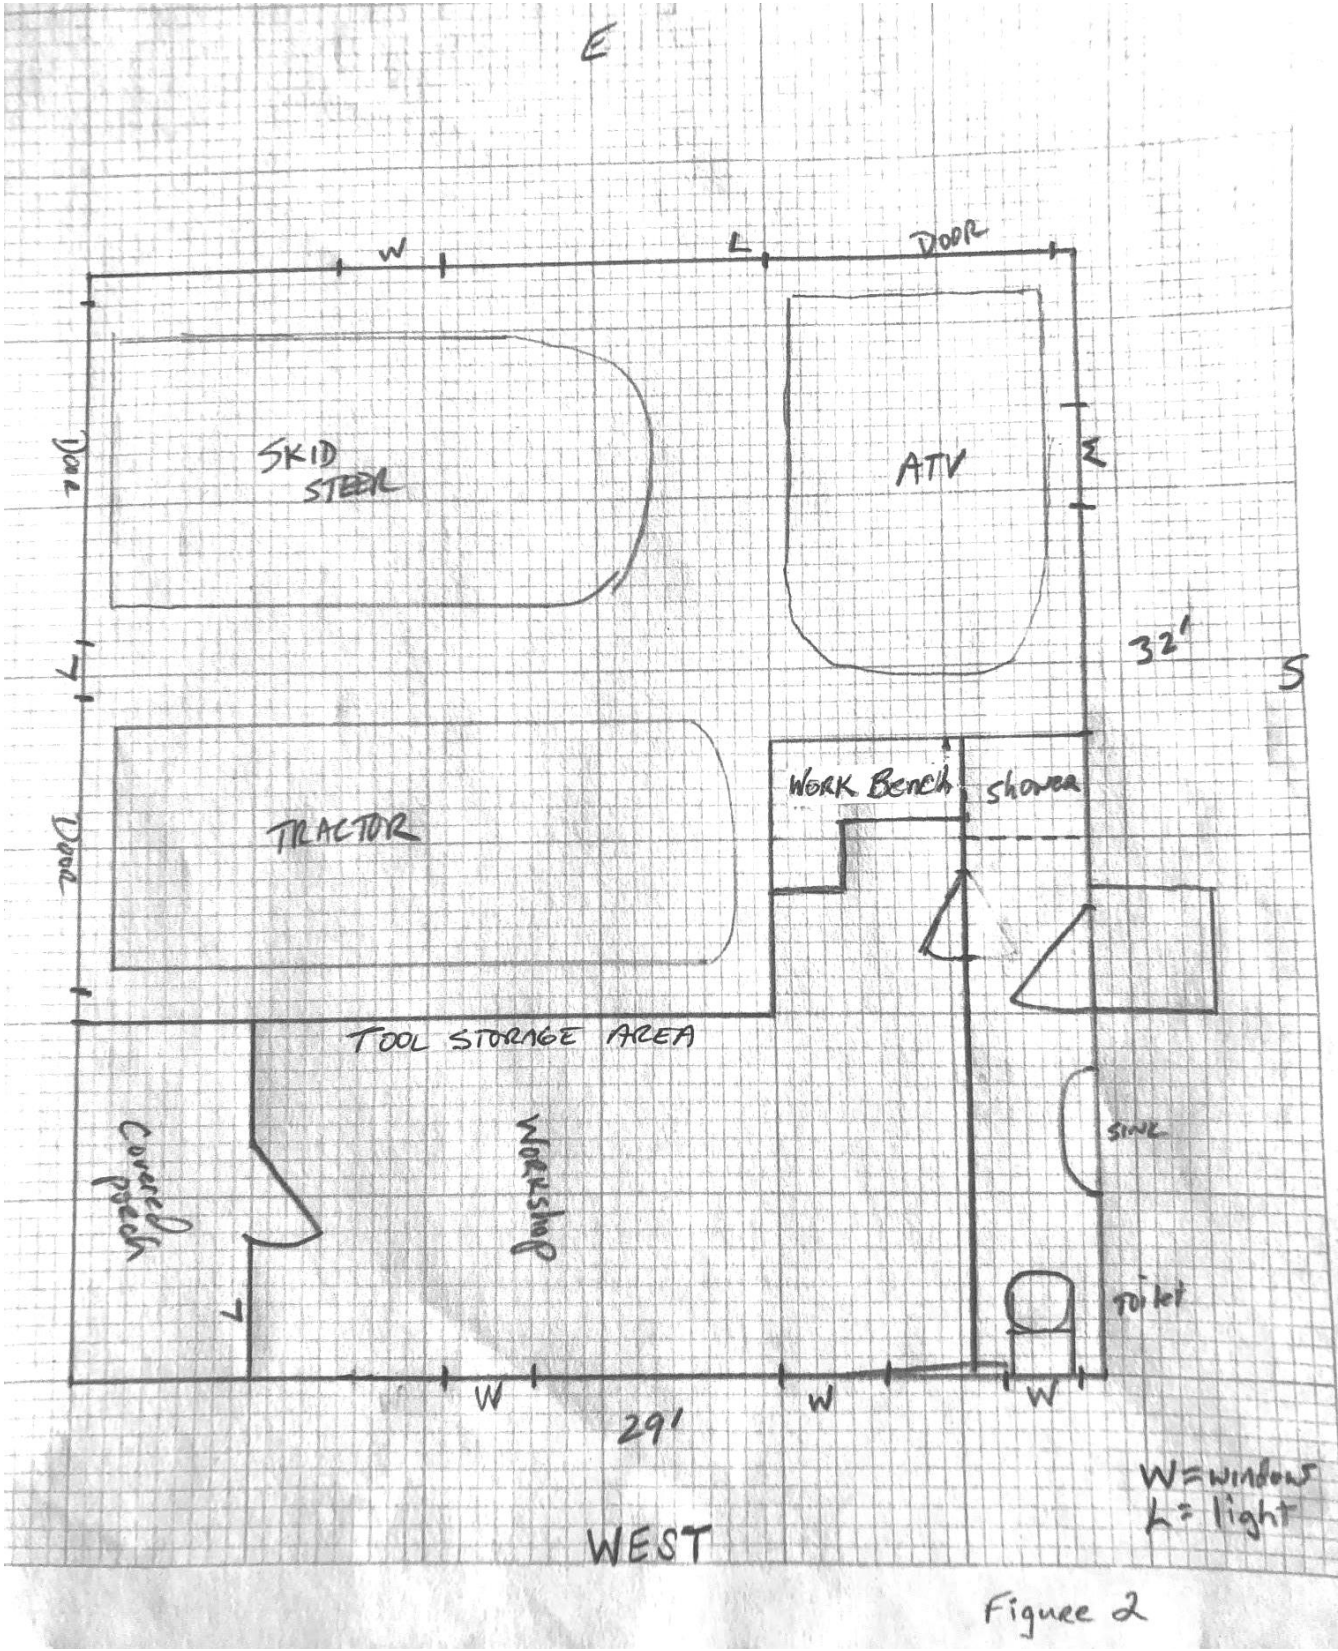 E
W
L
DOOR
SKID
STEER
ATV
Door
W
32'
S
L
WORK Bench
Shower
TRACTOR
Door
TOOL STORAGE AREA
Covered
porch
Workshop
SINK
Toilet
L
W
W
W
29'
W = windows
L = light
WEST
Figure 2